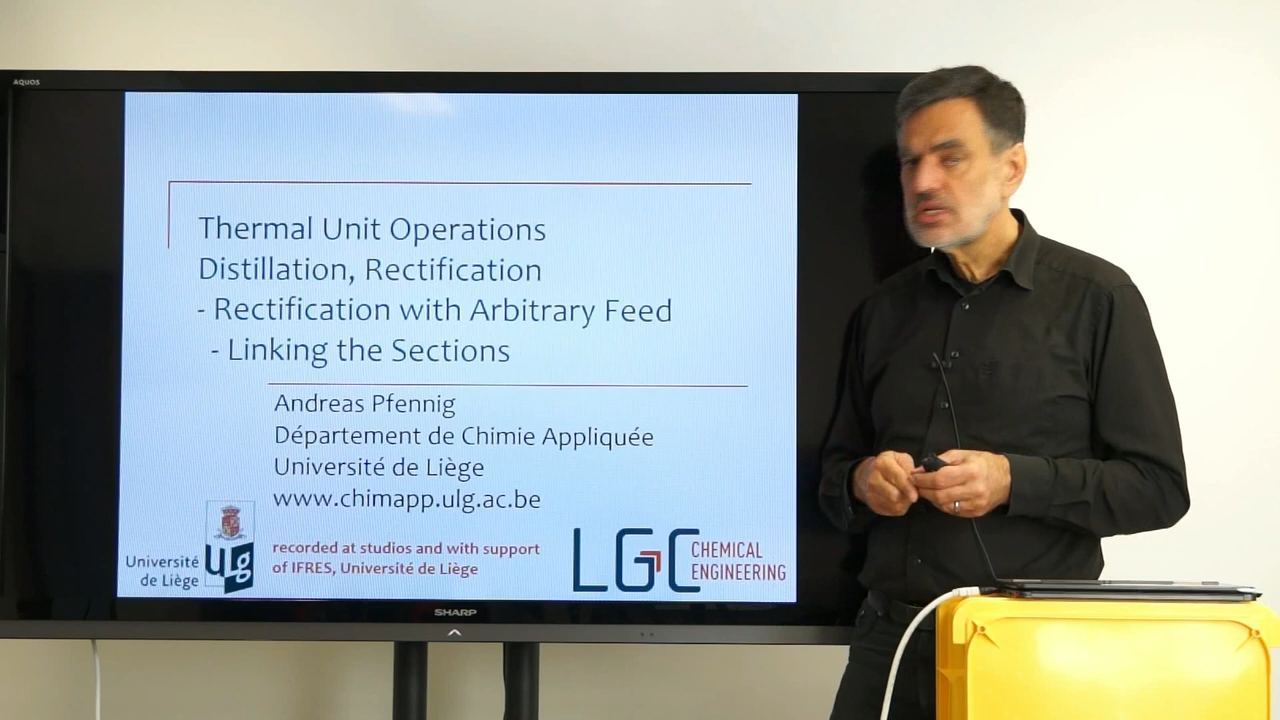 AQUOS
Thermal Unit Operations
Distillation, Rectification
- Rectification with Arbitrary Feed
- Linking the Sections
Andreas Pfennig
Département de Chimie Appliquée
Université de Liège
www.chimapp.ulg.ac.be
Université
de Liège
ULg
recorded at studios and with support
of IFRES, Université de Liège
LGC
CHEMICAL
ENGINEERING
SHARP